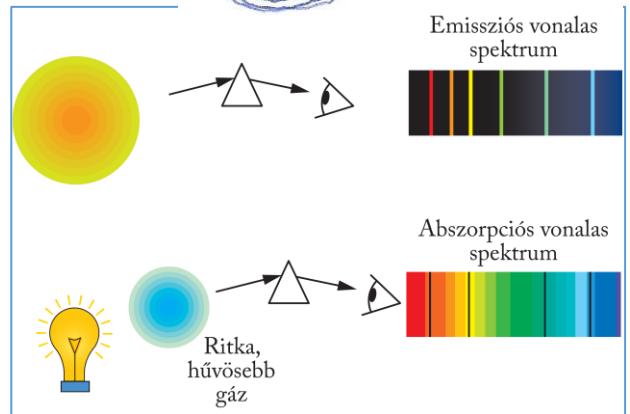 Emissziós vonalas
spektrum
Abszorpciós vonalas
spektrum
Ritka,
hűvösebb
gáz